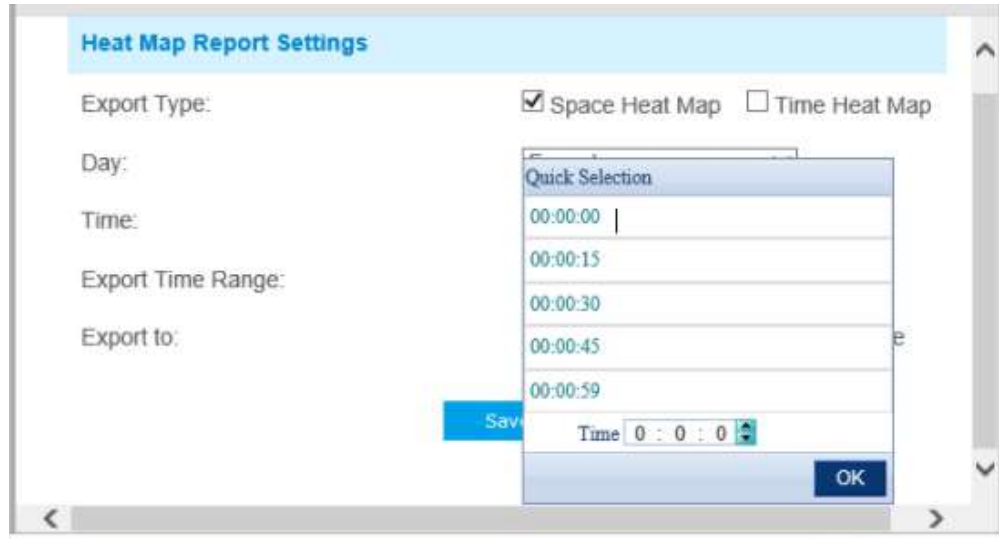 Heat Map Report Settings
Export Type: Space Heat Map Time Heat Map
Day:
Quick Selection
Time: 00:00:00
00:00:15
Export Time Range:
00:00:30
Export to: 00:00:45 e
00:00:59
Save
Time 0 : 0 : 0
OK